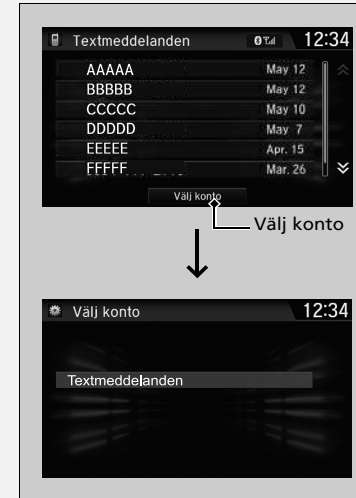 Textmeddelanden 12:34
AAAAA May 12
BBBBB May 12
CCCCC May 10
DDDDD May 7
EEEEE Apr. 15
FFFFF Mar. 26
Välj konto
Välj konto
Välj konto 12:34
Textmeddelanden